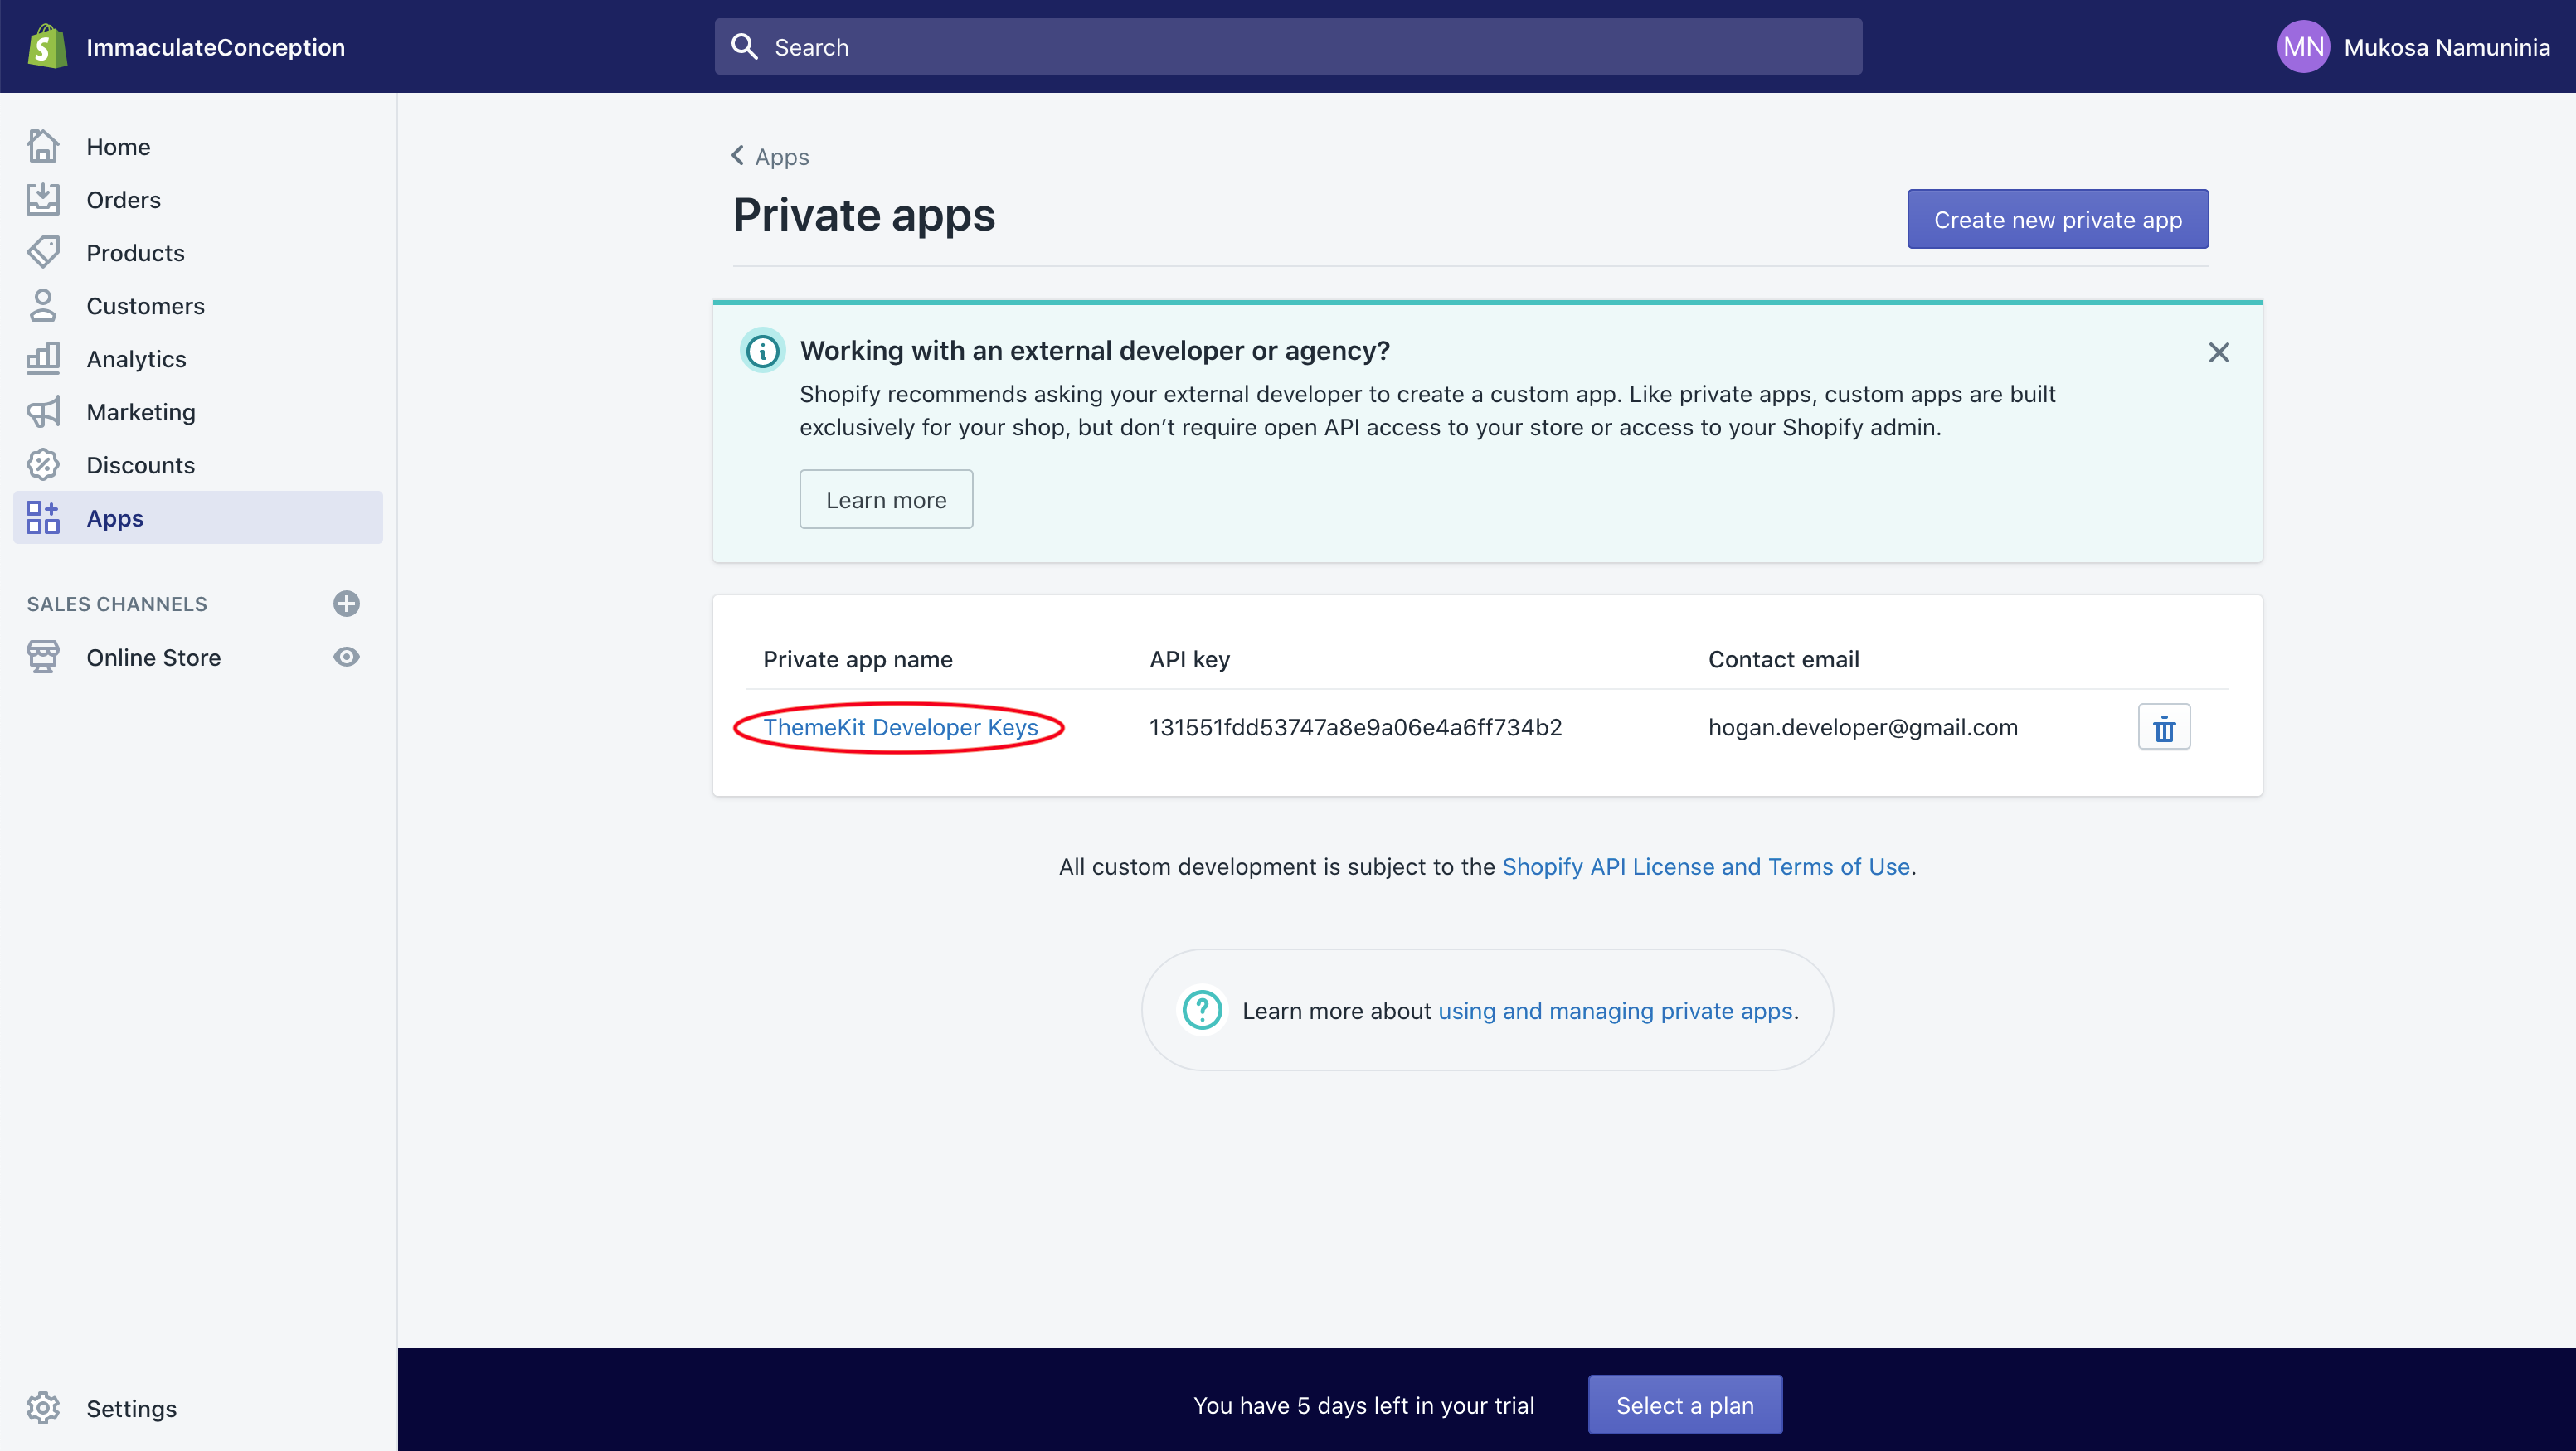 ImmaculateConception
Search
MN Mukosa Namuninia
Home
Orders
Products
Customers
Analytics
Marketing
Discounts
Apps
SALES CHANNELS
Online Store
Settings
Apps
Private apps
Create new private app
Working with an external developer or agency?
Shopify recommends asking your external developer to create a custom app. Like private apps, custom apps are built
exclusively for your shop, but don’t require open API access to your store or access to your Shopify admin.
Learn more
Private app name API key Contact email
ThemeKit Developer Keys 131551fdd53747a8e9a06e4a6ff734b2 hogan.developer@gmail.com
All custom development is subject to the Shopify API License and Terms of Use.
Learn more about using and managing private apps.
You have 5 days left in your trial Select a plan